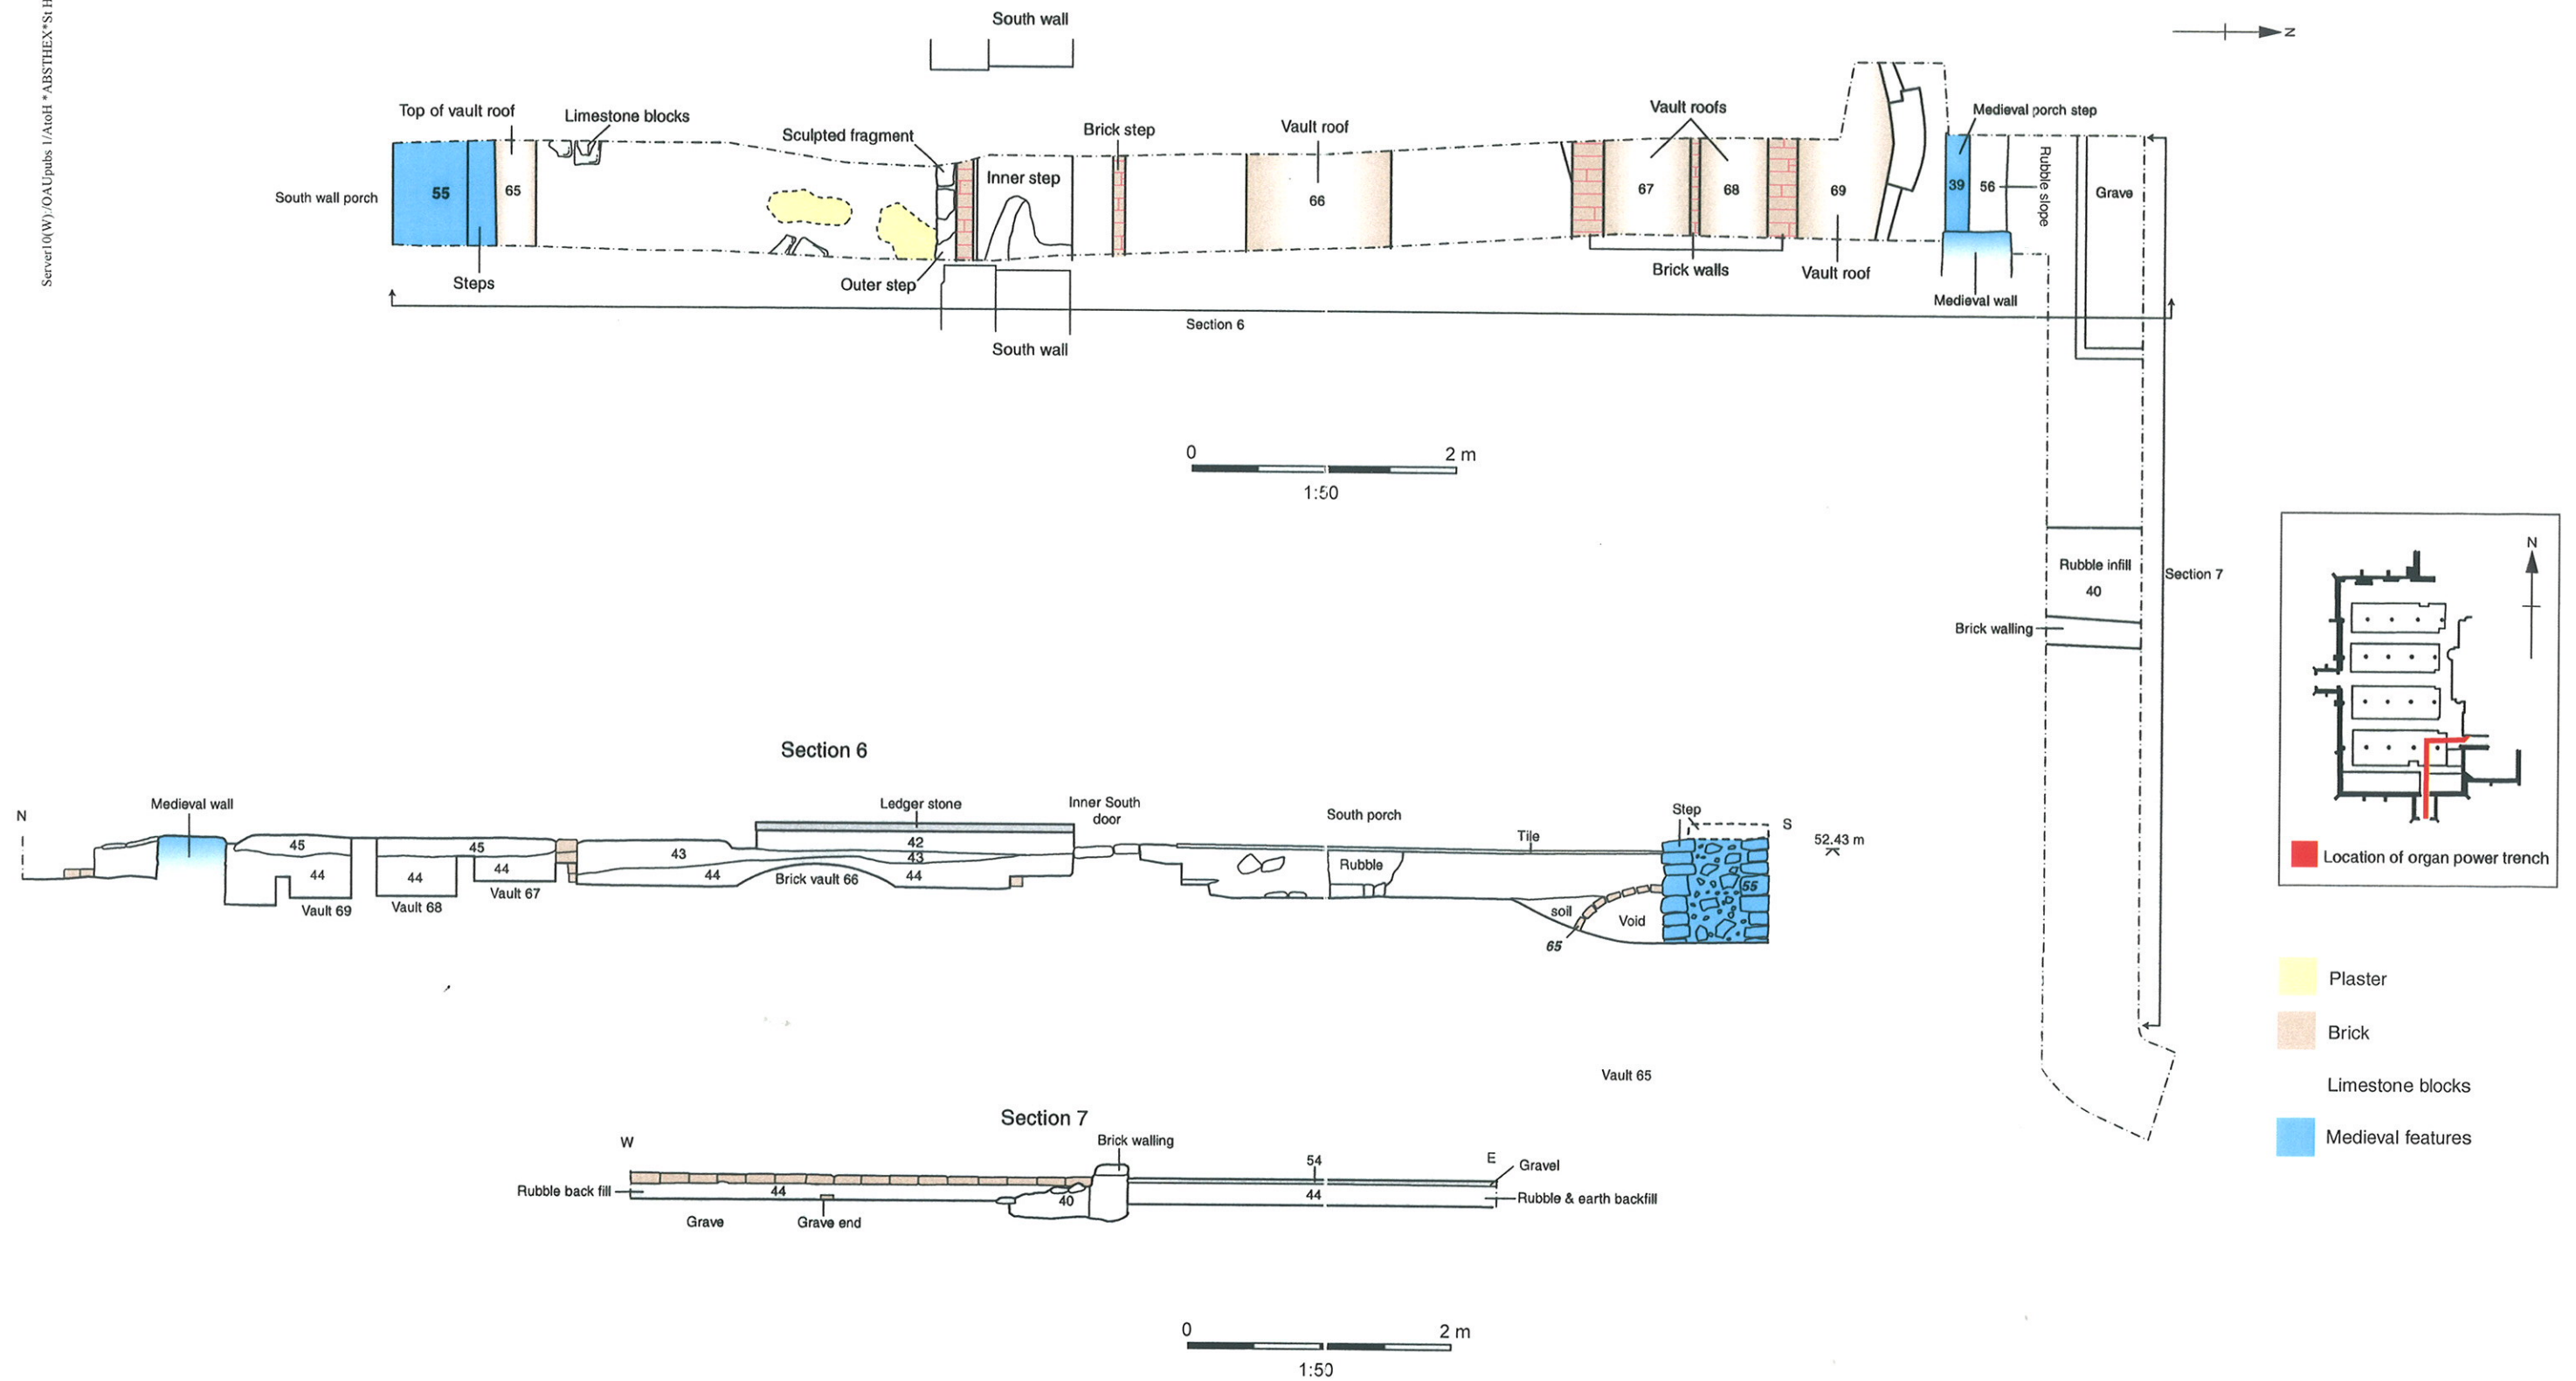 Server10(W):/OAUpubs 1/AtoH *ABSTHEX*St H
South wall
N
Top of vault roof
Limestone blocks
Sculpted fragment
Brick step
Vault roof
Vault roofs
Medieval porch step
South wall porch
55
65
Inner step
66
67
68
69
39
56
Rubble slope
Grave
Steps
Outer step
Brick walls
Vault roof
Medieval wall
Section 6
South wall
0
2 m
1:50
Rubble infill
40
Section 7
Brick walling
N
Location of organ power trench
Section 6
N
Medieval wall
Ledger stone
Inner South
door
South porch
Step
S
52.43 m
Tile
45
45
43
42
43
Rubble
44
44
44
44
Brick vault 66
44
55
Vault 69
Vault 68
Vault 67
soil
Void
65
Plaster
Brick
Limestone blocks
Medieval features
Vault 65
Section 7
W
Brick walling
54
E
Gravel
Rubble back fill
44
40
44
Rubble & earth backfill
Grave
Grave end
0
2 m
1:50